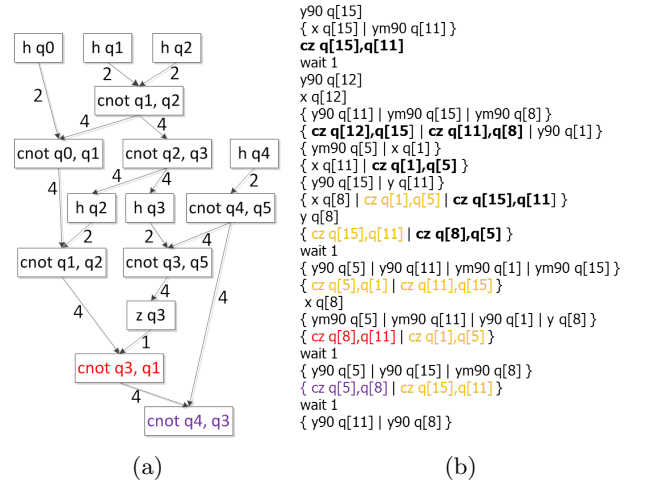 h q0
h q1
h q2
2
2
2
cnot q1, q2
4
4
cnot q0, q1
cnot q2, q3
h q4
4
4
4
2
h q2
h q3
cnot q4, q5
2
2
4
cnot q1, q2
cnot q3, q5
4
4
4
z q3
1
cnot q3, q1
4
cnot q4, q3
(a)
y90 q[15]
{ x q[15] | ym90 q[11] }
cz q[15],q[11]
wait 1
y90 q[12]
x q[12]
{ y90 q[11] | ym90 q[15] | ym90 q[8] }
{ cz q[12],q[15] | cz q[11],q[8] | y90 q[1] }
{ ym90 q[5] | x q[1] }
{ x q[11] | cz q[1],q[5] }
{ y90 q[15] | y q[11] }
{ x q[8] | cz q[1],q[5] | cz q[15],q[11] }
y q[8]
{ cz q[15],q[11] | cz q[8],q[5] }
wait 1
{ y90 q[5] | y90 q[11] | ym90 q[1] | ym90 q[15] }
{ cz q[5],q[1] | cz q[11],q[15] }
x q[8]
{ ym90 q[5] | ym90 q[11] | y90 q[1] | y q[8] }
{ cz q[8],q[11] | cz q[1],q[5] }
wait 1
{ y90 q[5] | y90 q[15] | ym90 q[8] }
{ cz q[5],q[8] | cz q[15],q[11] }
wait 1
{ y90 q[11] | y90 q[8] }
(b)